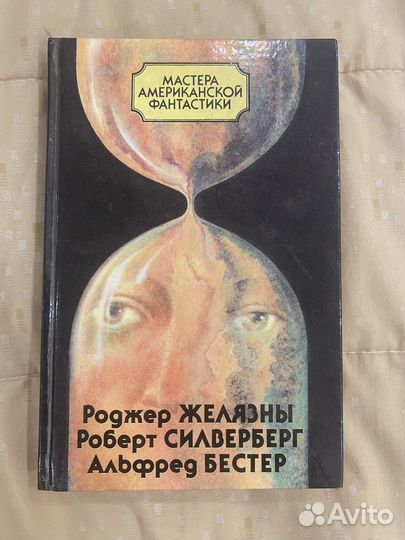 МАСТЕРА
АМЕРИКАНСКОЙ
ФАНТАСТИКИ
Роджер ЖЕЛЯЗНЫ
Роберт СИЛВЕРБЕРГ
Альфред БЕСТЕР
Avito